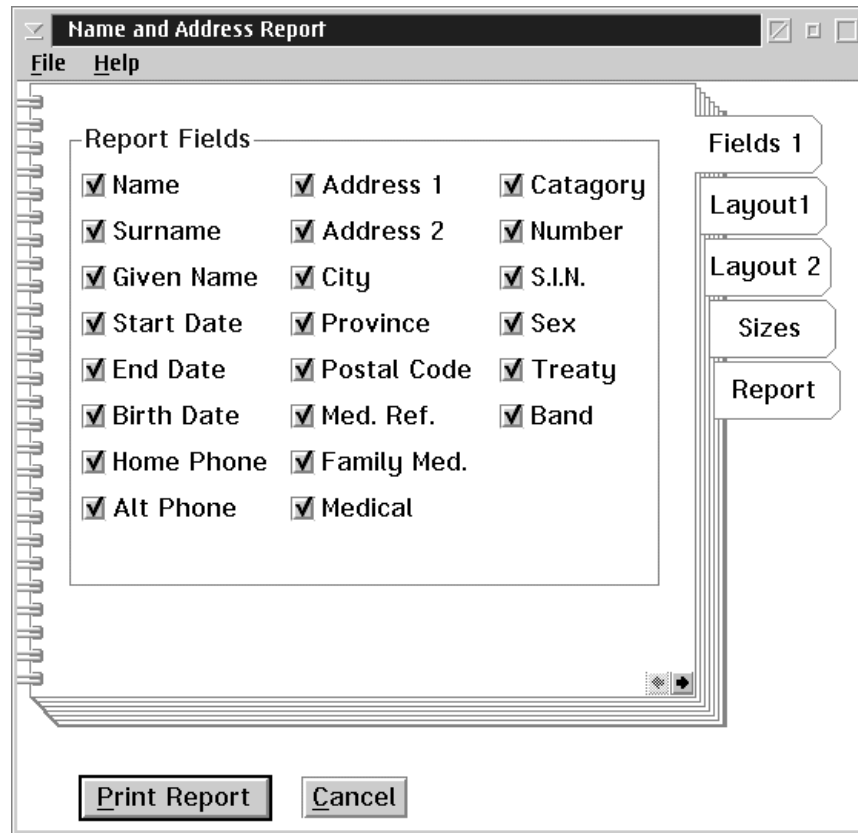 Name and Address Report
File Help
Report Fields
Name Address 1 Catagory
Surname Address 2 Number
Given Name City S.I.N.
Start Date Province Sex
End Date Postal Code Treaty
Birth Date Med. Ref. Band
Home Phone Family Med.
Alt Phone Medical
Fields 1
Layout1
Layout 2
Sizes
Report
Print Report Cancel